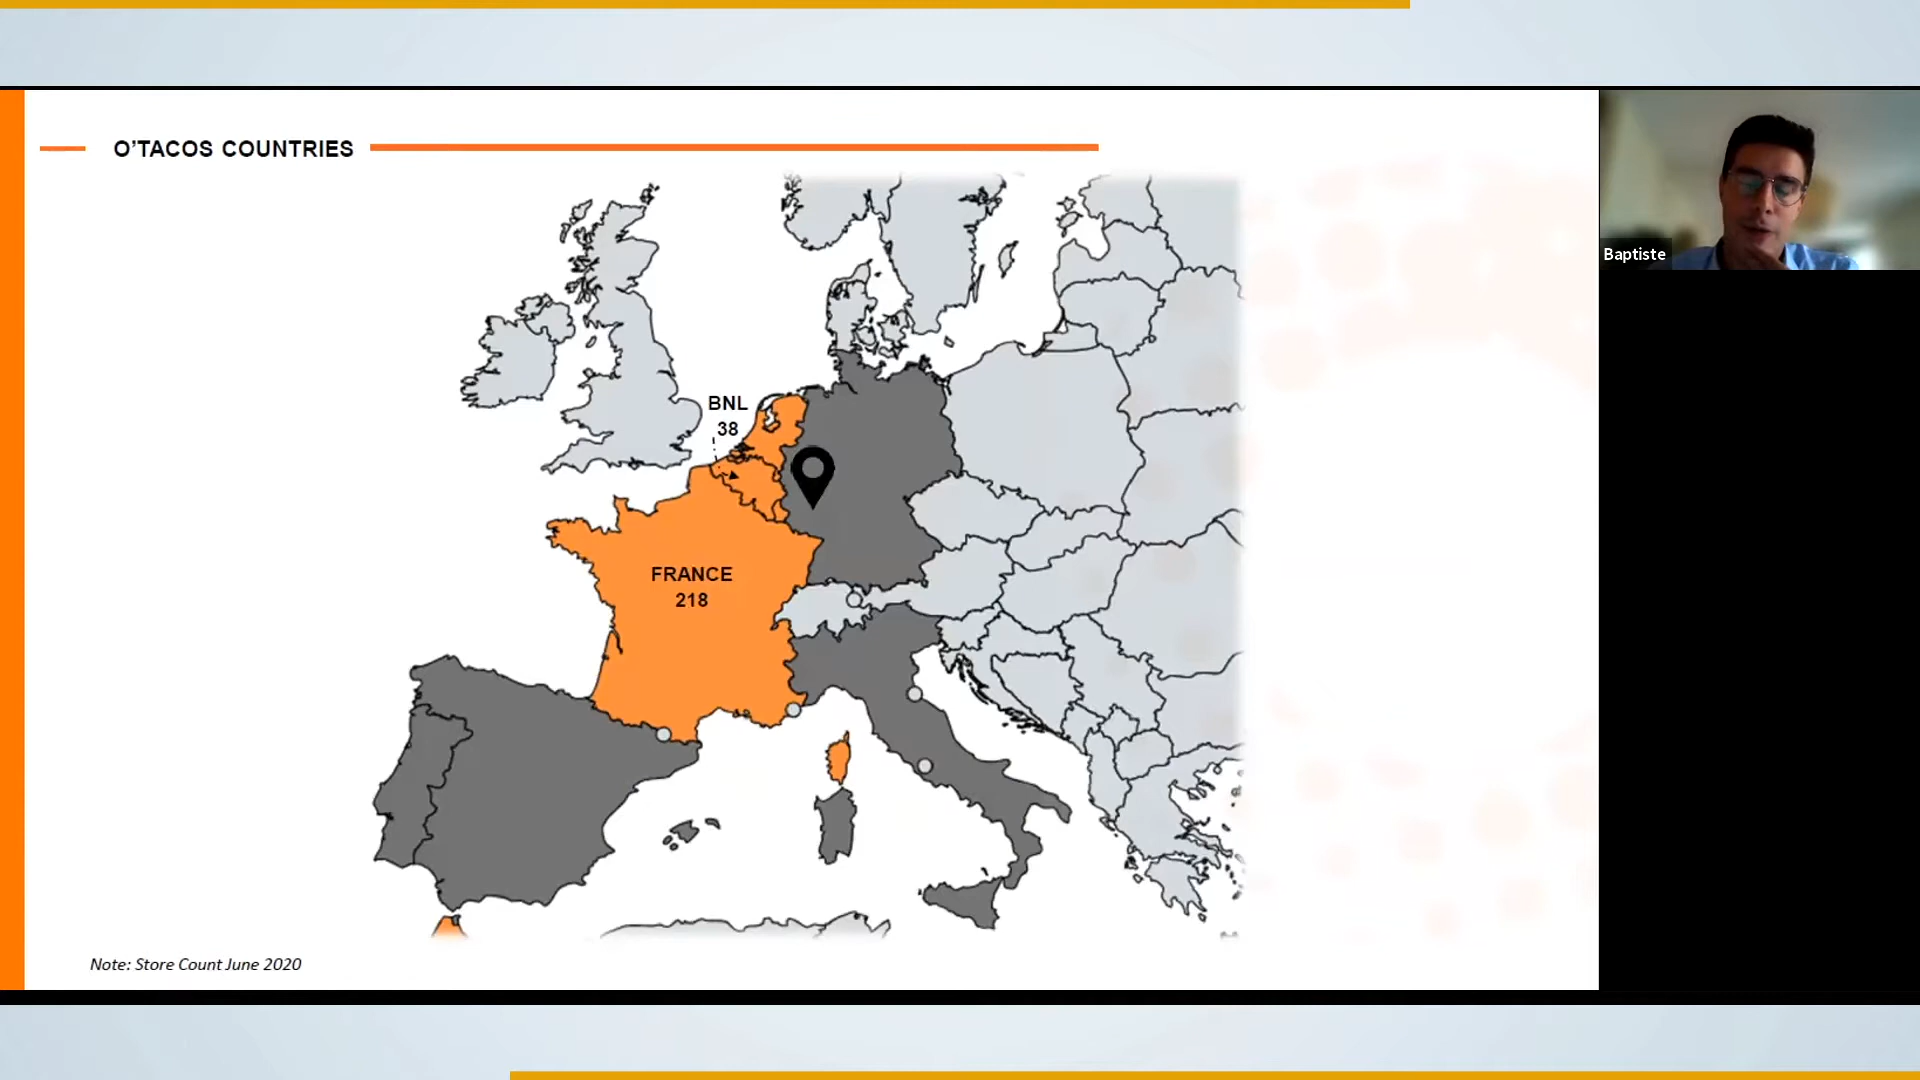 O'TACOS COUNTRIES
BNL
38
FRANCE
218
Note: Store Count June 2020
Baptiste